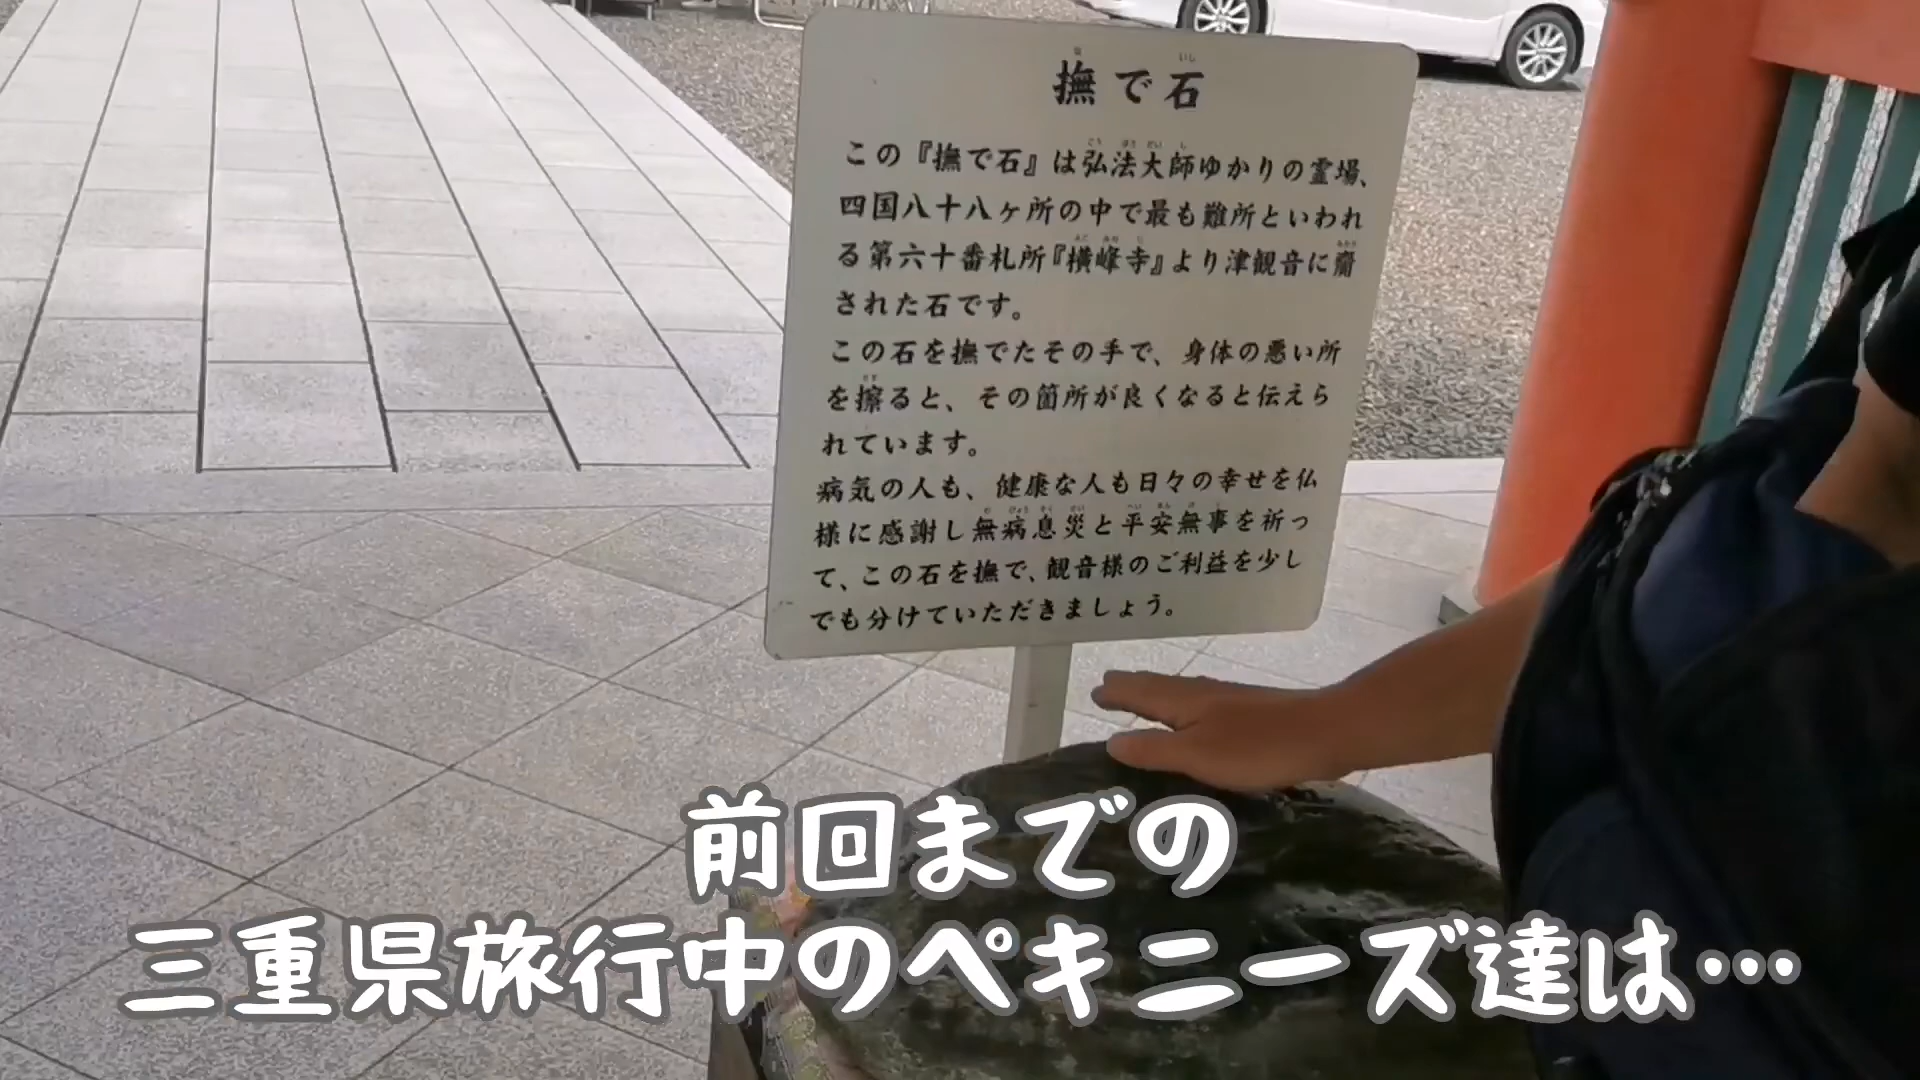 撫で石
この『撫で石』は弘法大師ゆかりの霊場、
四国八十八ヶ所の中で最も難所といわれ
る第六十番札所『横峰寺』より津観音に齎
された石です。
この石を撫でたその手で、身体の悪い所
を擦ると、その箇所が良くなると伝えら
れています。
病気の人も、健康な人も日々の幸せを仏
様に感謝し無病息災と平安無事を祈っ
て、この石を撫で、観音様のご利益を少し
でも分けていただきましょう。
前回までの
三重県旅行中のペキニーズ達は…